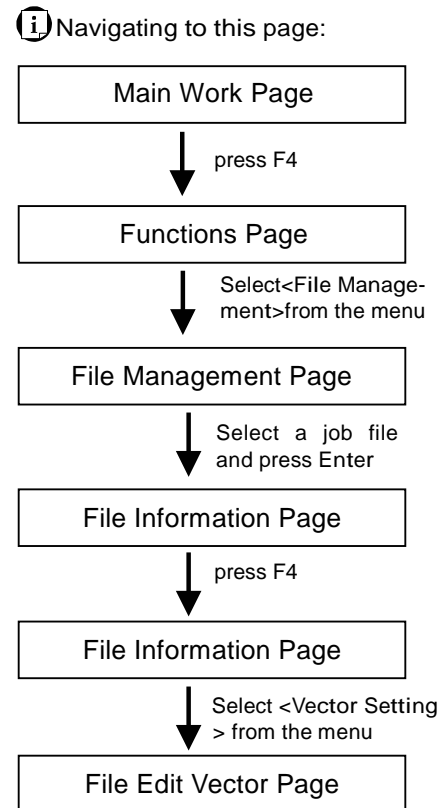 i Navigating to this page:
Main Work Page
press F4
Functions Page
Select<File Manage-
ment>from the menu
File Management Page
Select a job file
and press Enter
File Information Page
press F4
File Information Page
Select <Vector Setting
> from the menu
File Edit Vector Page